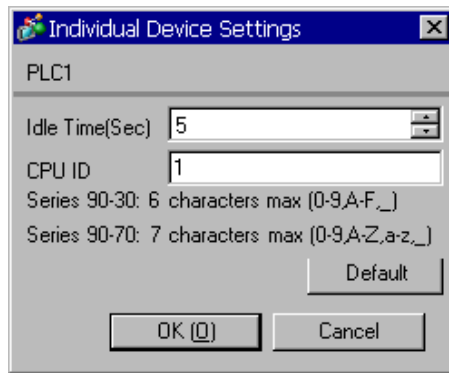 Individual Device Settings
PLC1
Idle Time(Sec) 5
CPU ID 1
Series 90-30: 6 characters max (0-9,A-F,_)
Series 90-70: 7 characters max (0-9,A-Z,a-z,_)
Default
OK (O) Cancel